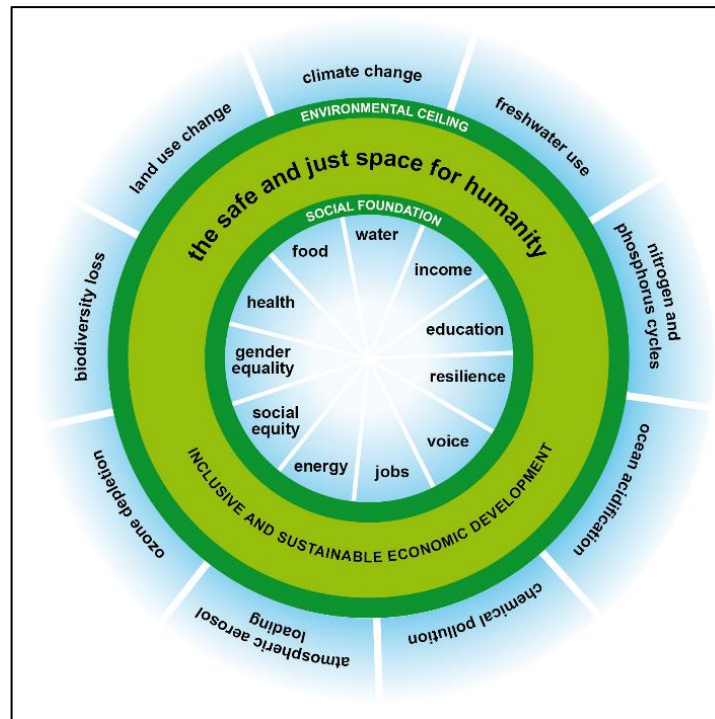 climate change
freshwater use
nitrogen and
phosphorus cycles
ocean acidification
chemical pollution
atmospheric aerosol
loading
ozone depletion
biodiversity loss
land use change
ENVIRONMENTAL CEILING
the safe and just space for humanity
SOCIAL FOUNDATION
water
income
education
resilience
voice
jobs
energy
social
equity
gender
equality
health
food
INCLUSIVE AND SUSTAINABLE ECONOMIC DEVELOPMENT